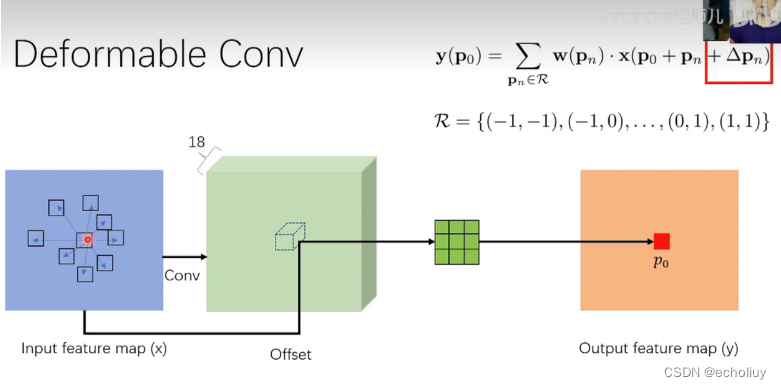 Deformable Conv
y(p₀) = ∑ w(pₙ) · x(p₀ + pₙ + Δpₙ)
pₙ∈ℛ
ℛ = {(−1, −1), (−1, 0), . . . , (0, 1), (1, 1)}
18
Conv
p₀
Input feature map (x)
Offset
Output feature map (y)
CSDN @echoliuy